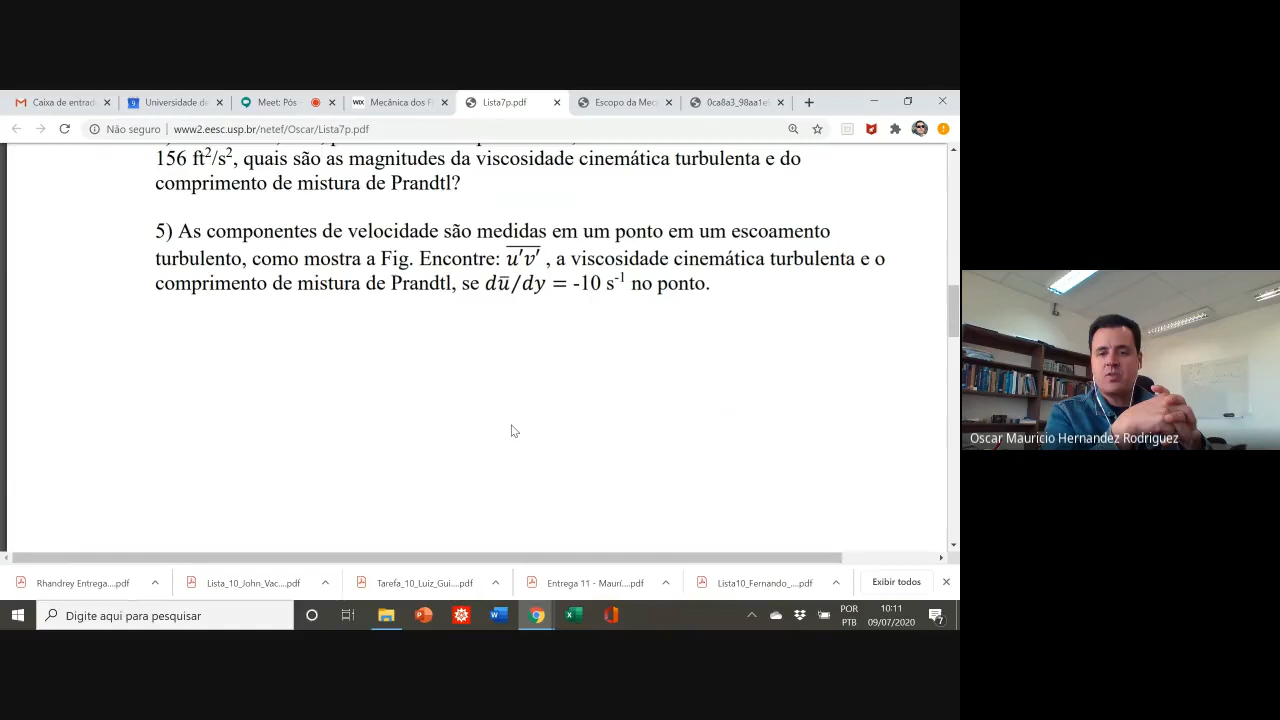 Caixa de entrad
Universidade de
Meet: Pós
Mecânica dos F
Lista7p.pdf
Escopo da Mec
0ca8a3_98aa1e
Não seguro | www2.eesc.usp.br/netef/Oscar/Lista7p.pdf
156 ft²/s², quais são as magnitudes da viscosidade cinemática turbulenta e do
comprimento de mistura de Prandtl?
5) As componentes de velocidade são medidas em um ponto em um escoamento
turbulento, como mostra a Fig. Encontre: u′v′ , a viscosidade cinemática turbulenta e o
comprimento de mistura de Prandtl, se dū/dy = -10 s⁻¹ no ponto.
Oscar Mauricio Hernandez Rodriguez
Rhandrey Entrega....pdf
Lista_10_John_Vac....pdf
Tarefa_10_Luiz_Gui....pdf
Entrega 11 - Maurí....pdf
Lista10_Fernando_....pdf
Exibir todos
Digite aqui para pesquisar
POR
PTB
10:11
09/07/2020
7